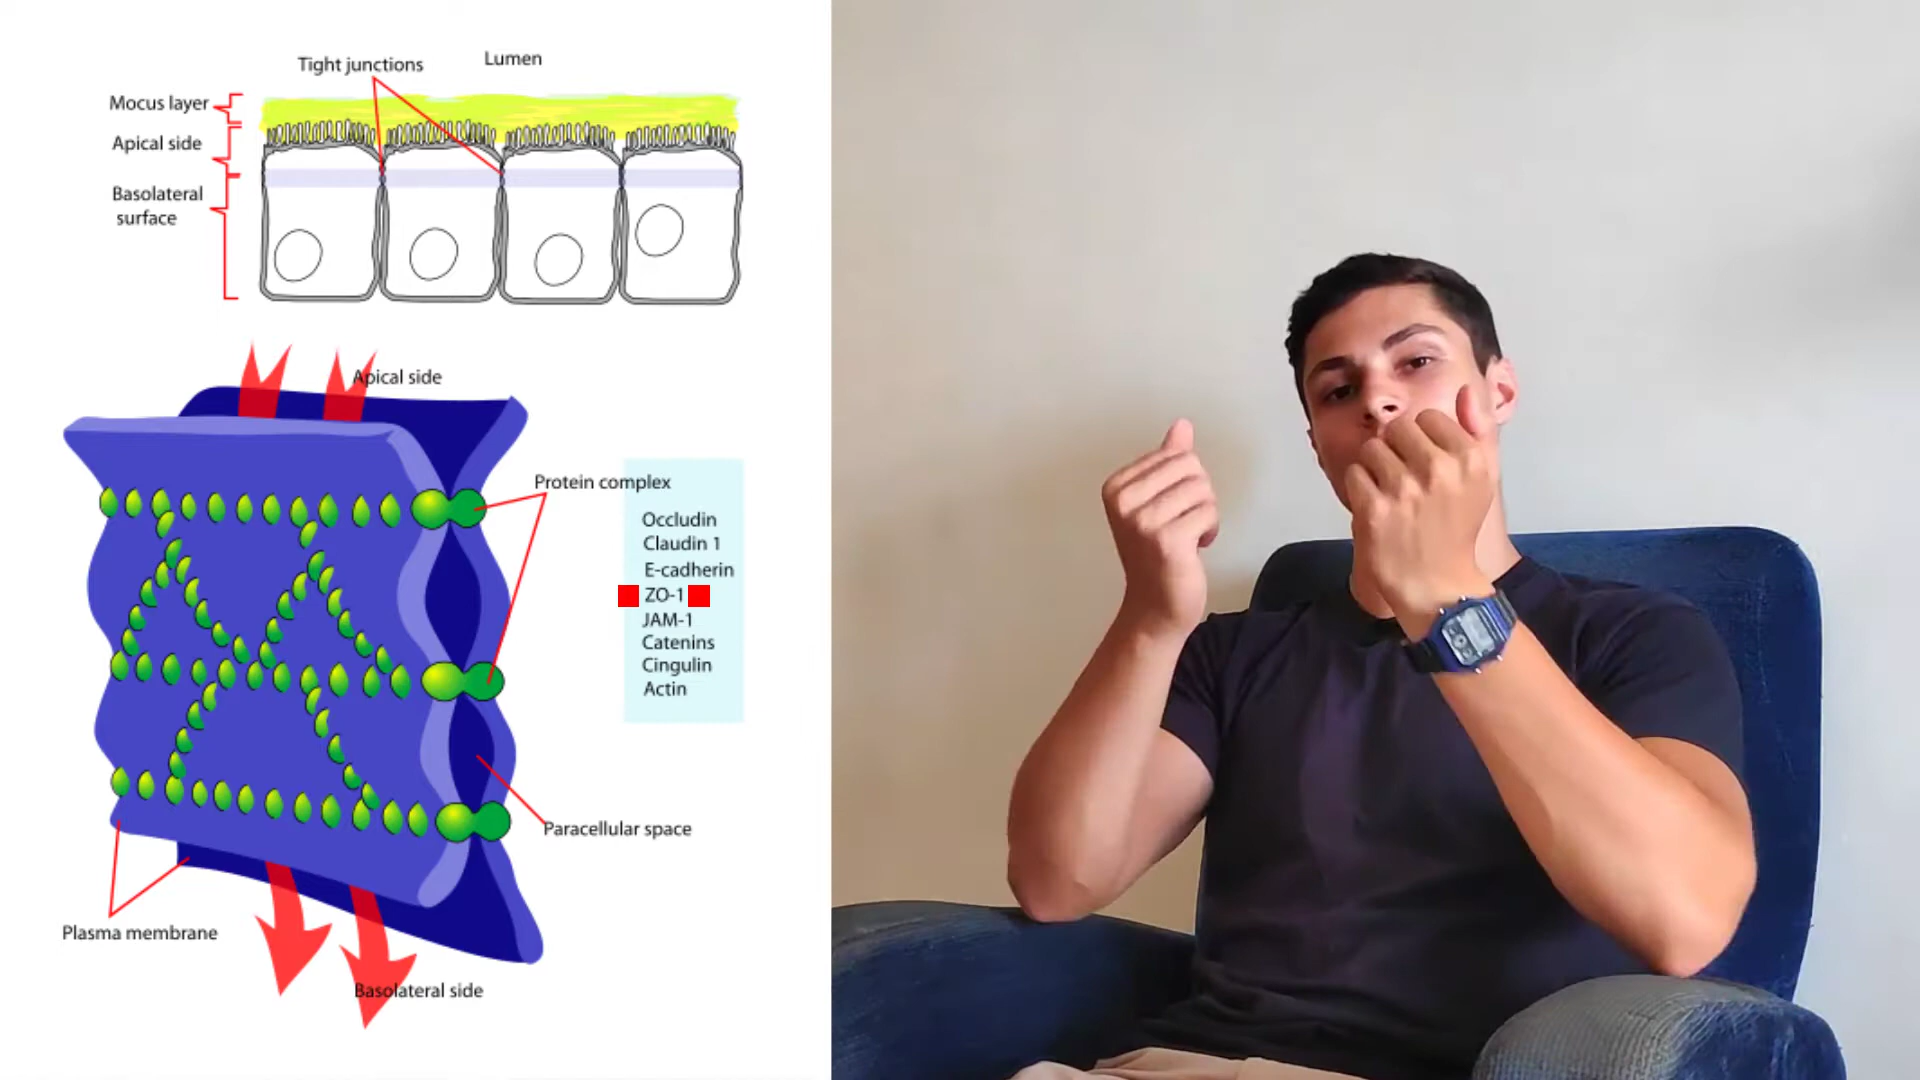 Tight junctions
Lumen
Mocus layer
Apical side
Basolateral
surface
Apical side
Protein complex
Occludin
Claudin 1
E-cadherin
ZO-1
JAM-1
Catenins
Cingulin
Actin
Paracellular space
Plasma membrane
Basolateral side